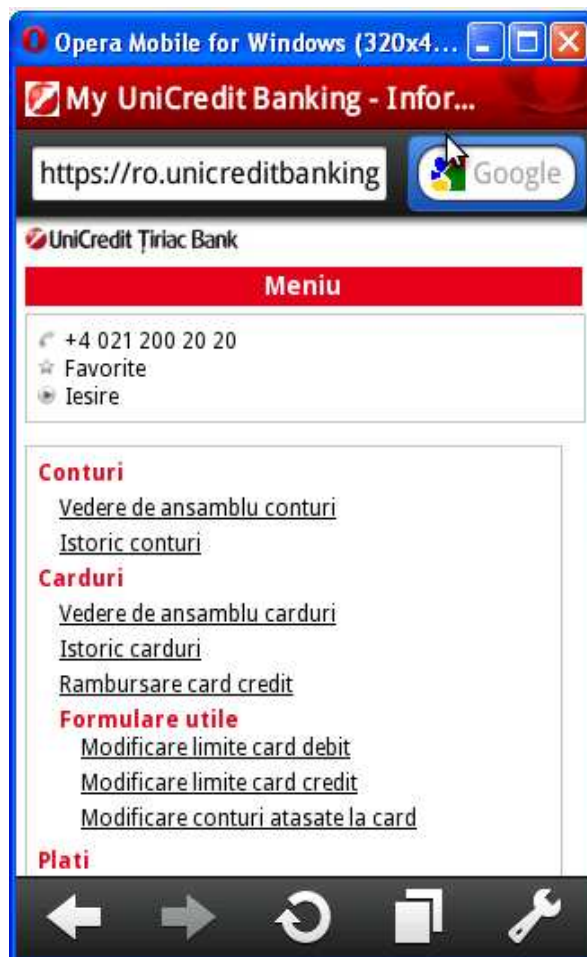 Opera Mobile for Windows (320x4...
My UniCredit Banking - Infor...
https://ro.unicreditbanking
Google
UniCredit Țiriac Bank
Meniu
+4 021 200 20 20
Favorite
Iesire
Conturi
Vedere de ansamblu conturi
Istoric conturi
Carduri
Vedere de ansamblu carduri
Istoric carduri
Rambursare card credit
Formulare utile
Modificare limite card debit
Modificare limite card credit
Modificare conturi atasate la card
Plati